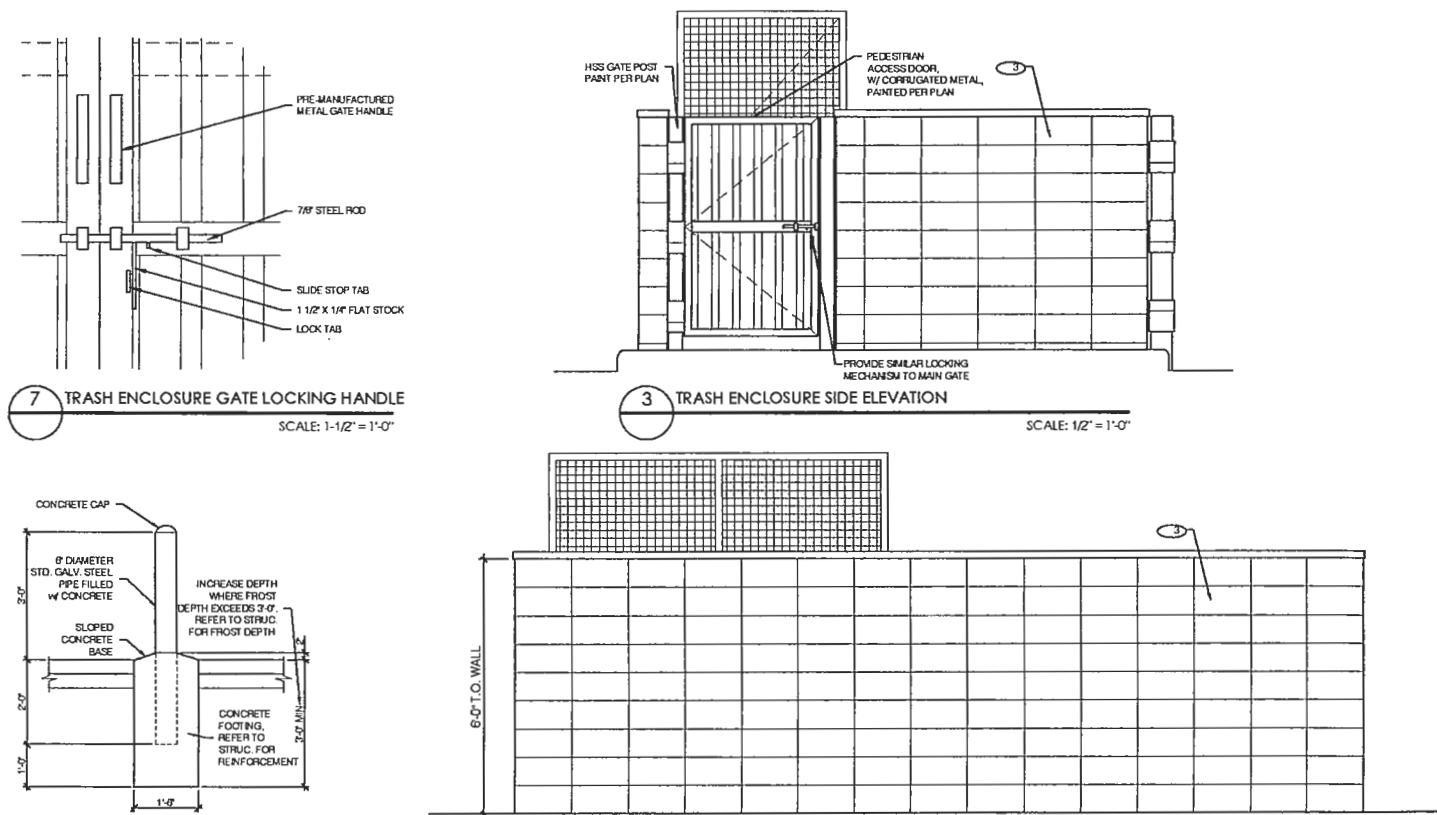 PRE-MANUFACTURED
METAL GATE HANDLE
7/8" STEEL ROD
SLIDE STOP TAB
1 1/2" X 1/4" FLAT STOCK
LOCK TAB
7 TRASH ENCLOSURE GATE LOCKING HANDLE
SCALE: 1-1/2" = 1'-0"
HSS GATE POST
PAINT PER PLAN
PEDESTRIAN
ACCESS DOOR,
W/ CORRUGATED METAL,
PAINTED PER PLAN
3
PROVIDE SIMILAR LOCKING
MECHANISM TO MAIN GATE
3 TRASH ENCLOSURE SIDE ELEVATION
SCALE: 1/2" = 1'-0"
CONCRETE CAP
6" DIAMETER
STD. GALV. STEEL
PIPE FILLED
W/ CONCRETE
SLOPED
CONCRETE
BASE
INCREASE DEPTH
WHERE FROST
DEPTH EXCEEDS 3'-0".
REFER TO STRUC.
FOR FROST DEPTH
CONCRETE
FOOTING,
REFER TO
STRUC. FOR
REINFORCEMENT
3'-0"
2'-0"
1'-0"
2"
3'-0" MIN.
1'-6"
6'-0" T.O. WALL
3